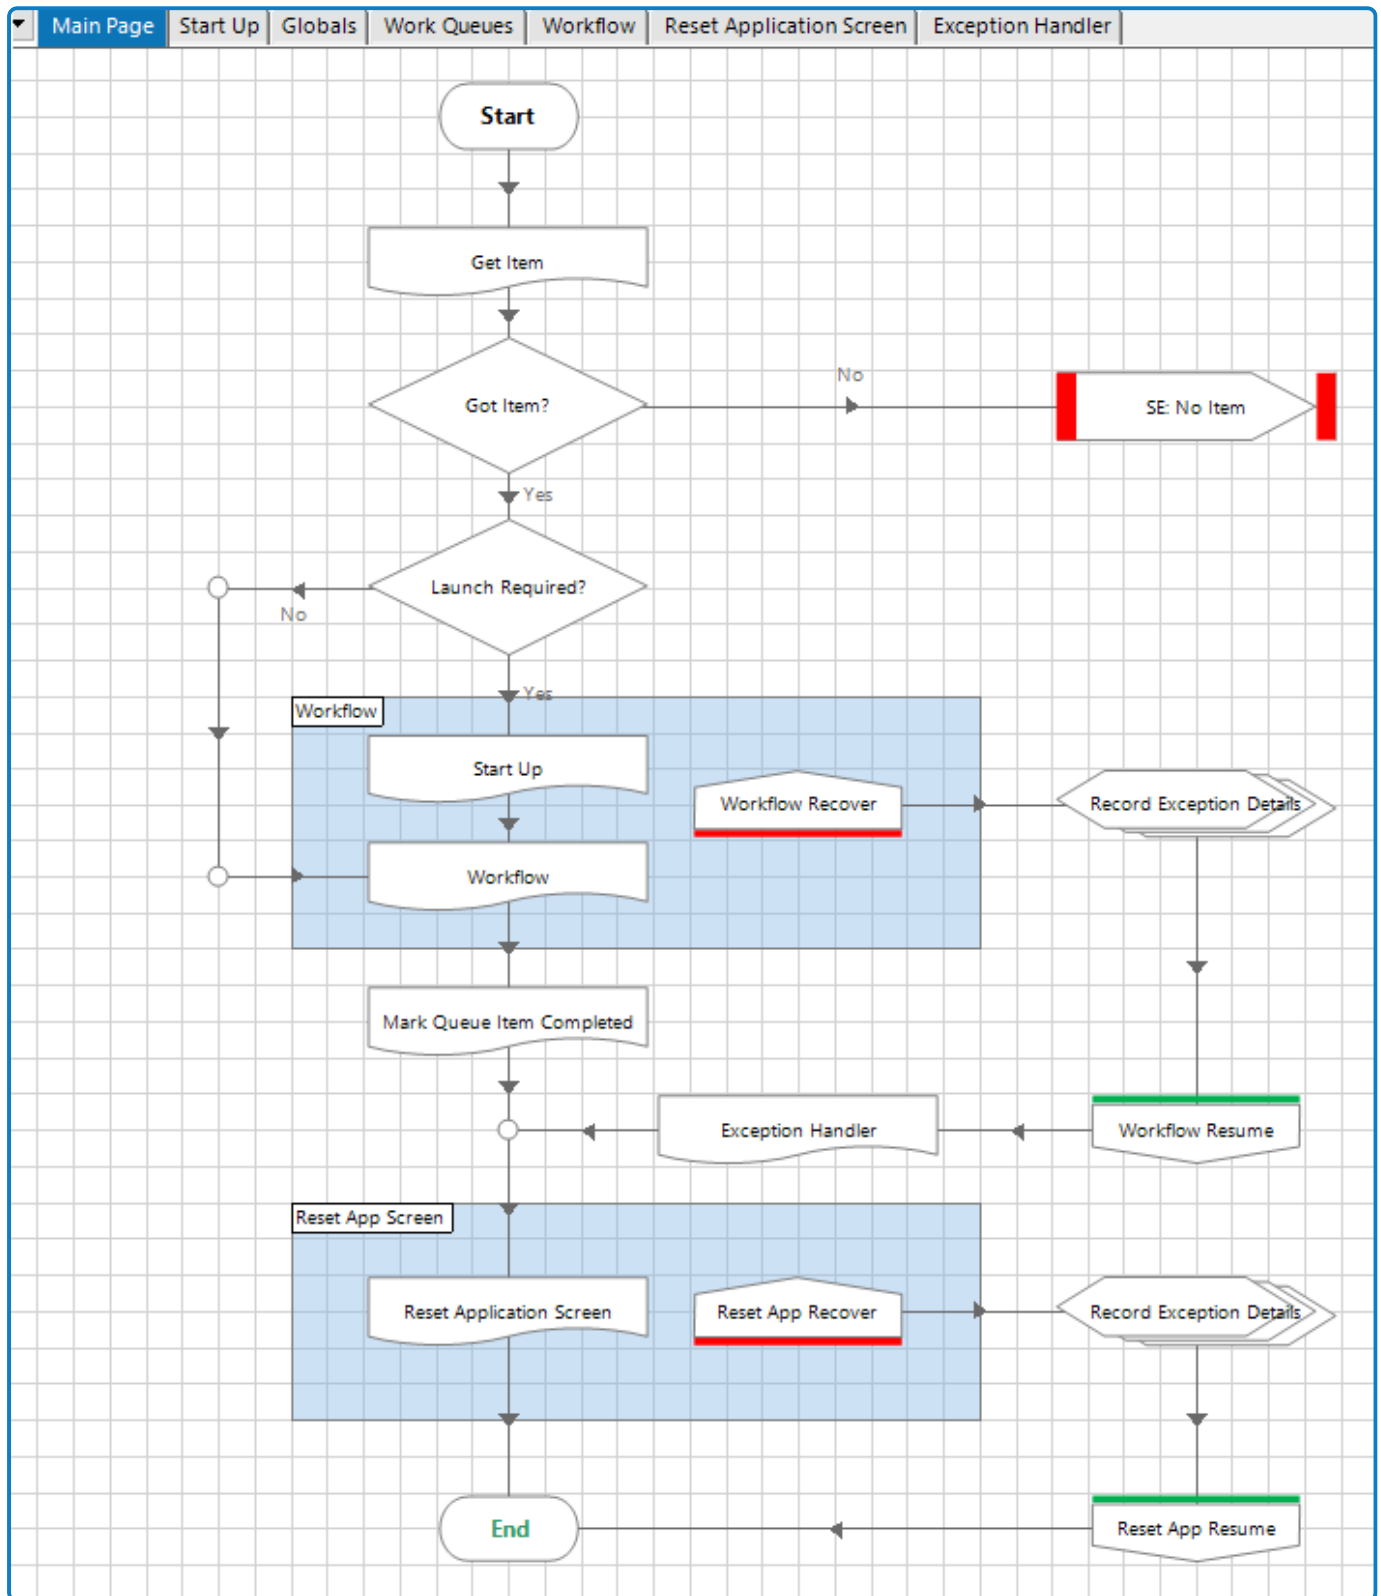 Main Page Start Up Globals Work Queues Workflow Reset Application Screen Exception Handler
Start
Get Item
No
Got Item?
SE: No Item
Yes
Launch Required?
No
Yes
Workflow
Start Up
Workflow Recover
Record Exception Details
Workflow
Mark Queue Item Completed
Exception Handler
Workflow Resume
Reset App Screen
Reset Application Screen
Reset App Recover
Record Exception Details
End
Reset App Resume